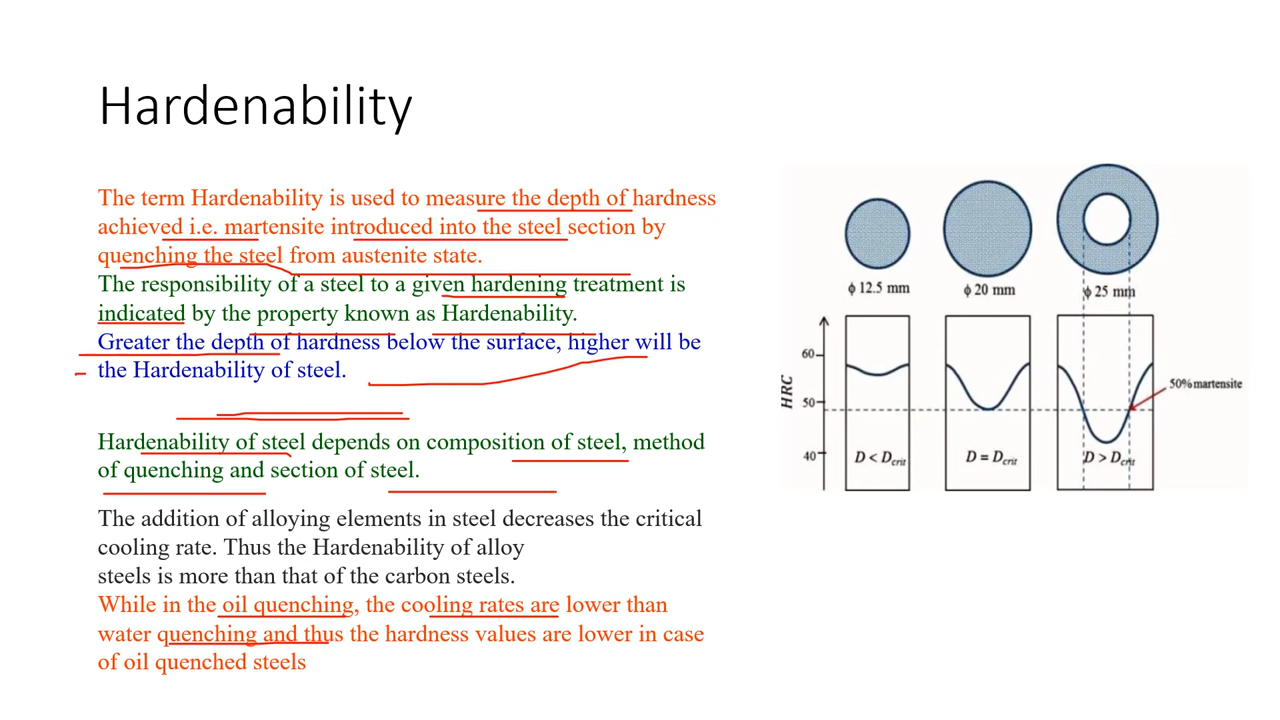 Hardenability
The term Hardenability is used to measure the depth of hardness
achieved i.e. martensite introduced into the steel section by
quenching the steel from austenite state.
The responsibility of a steel to a given hardening treatment is
indicated by the property known as Hardenability.
Greater the depth of hardness below the surface, higher will be
the Hardenability of steel.
Hardenability of steel depends on composition of steel, method
of quenching and section of steel.
The addition of alloying elements in steel decreases the critical
cooling rate. Thus the Hardenability of alloy
steels is more than that of the carbon steels.
While in the oil quenching, the cooling rates are lower than
water quenching and thus the hardness values are lower in case
of oil quenched steels
ϕ 12.5 mm
ϕ 20 mm
ϕ 25 mm
HRC
60
50
40
50% martensite
D < Dcrit
D = Dcrit
D > Dcrit